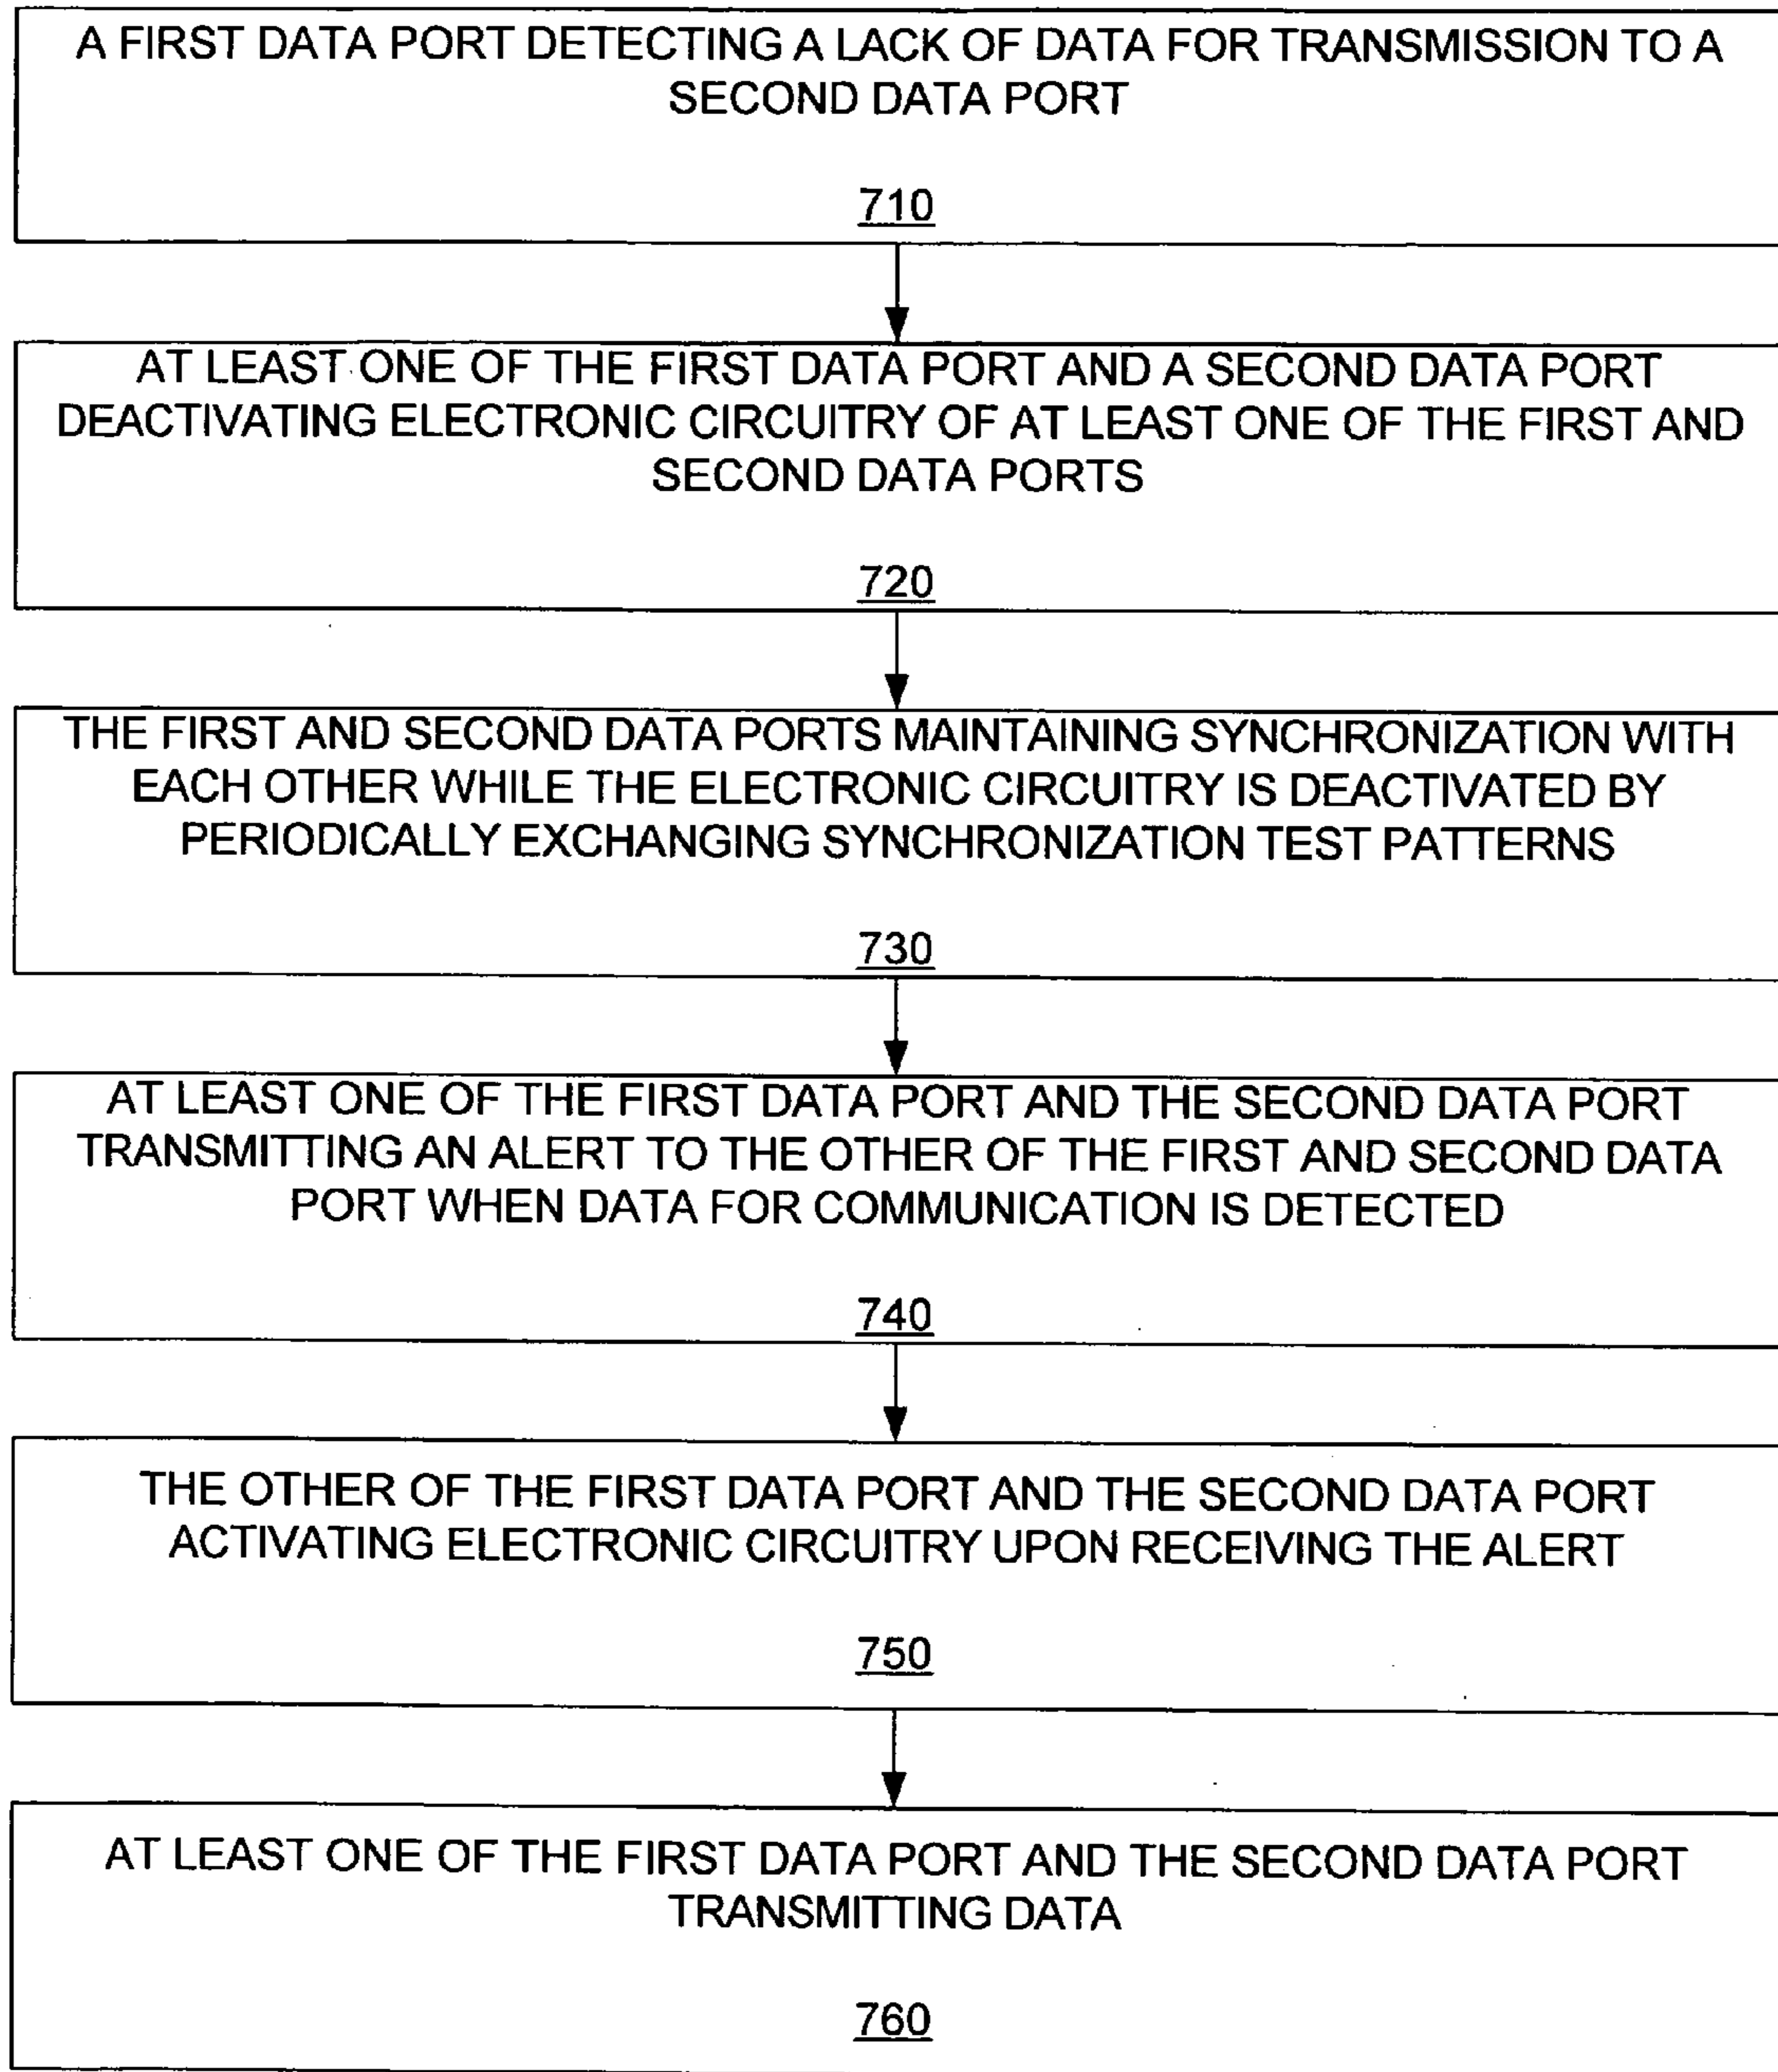 A FIRST DATA PORT DETECTING A LACK OF DATA FOR TRANSMISSION TO A
SECOND DATA PORT
710
AT LEAST ONE OF THE FIRST DATA PORT AND A SECOND DATA PORT
DEACTIVATING ELECTRONIC CIRCUITRY OF AT LEAST ONE OF THE FIRST AND
SECOND DATA PORTS
720
THE FIRST AND SECOND DATA PORTS MAINTAINING SYNCHRONIZATION WITH
EACH OTHER WHILE THE ELECTRONIC CIRCUITRY IS DEACTIVATED BY
PERIODICALLY EXCHANGING SYNCHRONIZATION TEST PATTERNS
730
AT LEAST ONE OF THE FIRST DATA PORT AND THE SECOND DATA PORT
TRANSMITTING AN ALERT TO THE OTHER OF THE FIRST AND SECOND DATA
PORT WHEN DATA FOR COMMUNICATION IS DETECTED
740
THE OTHER OF THE FIRST DATA PORT AND THE SECOND DATA PORT
ACTIVATING ELECTRONIC CIRCUITRY UPON RECEIVING THE ALERT
750
AT LEAST ONE OF THE FIRST DATA PORT AND THE SECOND DATA PORT
TRANSMITTING DATA
760